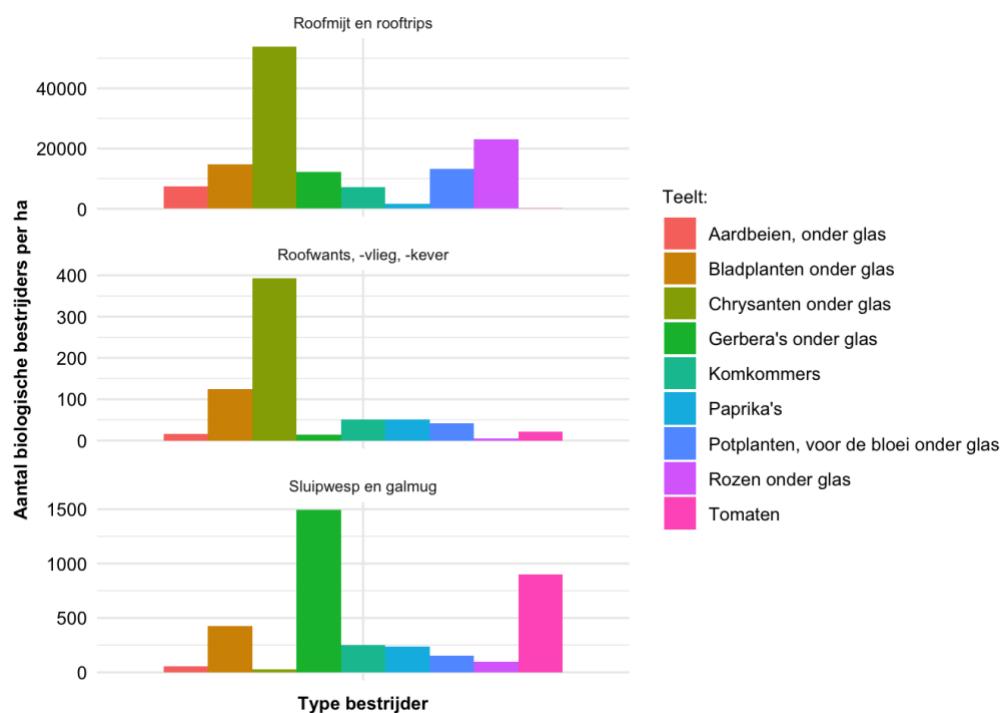 Roofmijt en rooftrips
40000
20000
0
Roofwants, -vlieg, -kever
400
300
200
100
0
Sluipwesp en galmug
1500
1000
500
0
Aantal biologische bestrijders per ha
Type bestrijder
Teelt:
Aardbeien, onder glas
Bladplanten onder glas
Chrysanten onder glas
Gerbera's onder glas
Komkommers
Paprika's
Potplanten, voor de bloei onder glas
Rozen onder glas
Tomaten